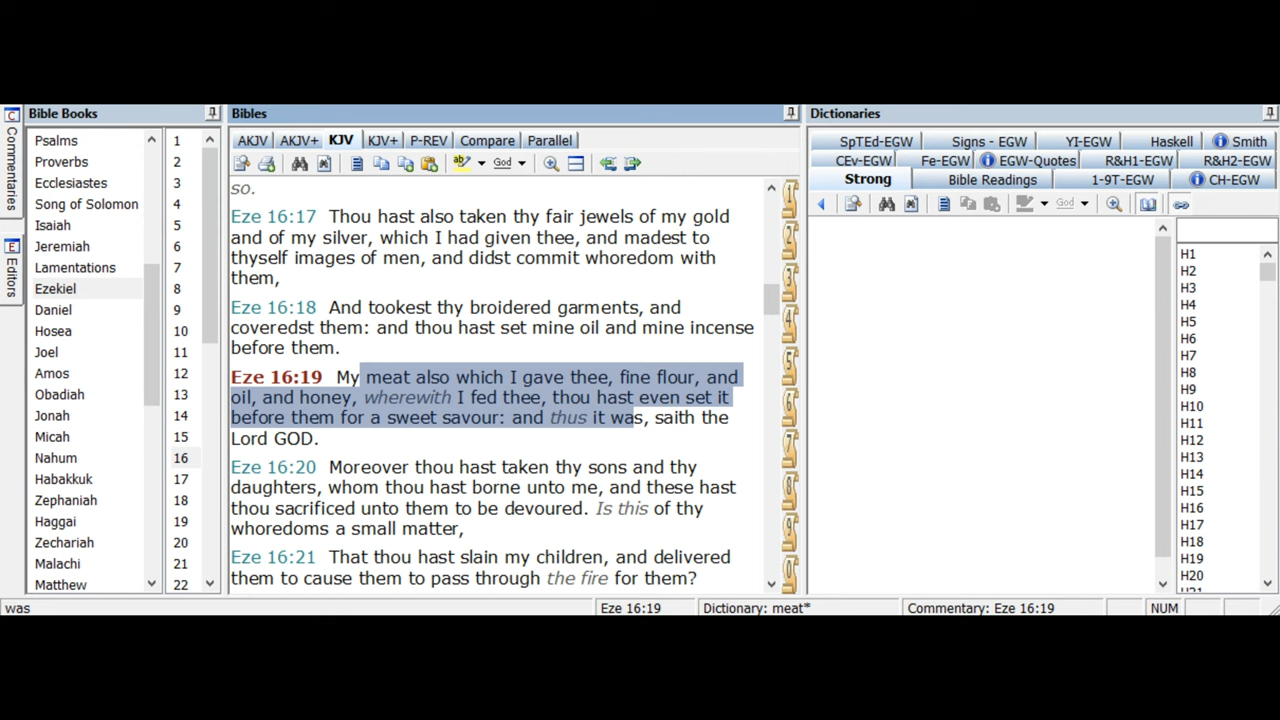 Commentaries
Editors
Bible Books
Psalms
Proverbs
Ecclesiastes
Song of Solomon
Isaiah
Jeremiah
Lamentations
Ezekiel
Daniel
Hosea
Joel
Amos
Obadiah
Jonah
Micah
Nahum
Habakkuk
Zephaniah
Haggai
Zechariah
Malachi
Matthew
1
2
3
4
5
6
7
8
9
10
11
12
13
14
15
16
17
18
19
20
21
22
Bibles
AKJV AKJV+ KJV KJV+ P-REV Compare Parallel
ab God
so.
Eze 16:17 Thou hast also taken thy fair jewels of my gold
and of my silver, which I had given thee, and madest to
thyself images of men, and didst commit whoredom with
them,
Eze 16:18 And tookest thy broidered garments, and
coveredst them: and thou hast set mine oil and mine incense
before them.
Eze 16:19 My meat also which I gave thee, fine flour, and
oil, and honey, wherewith I fed thee, thou hast even set it
before them for a sweet savour: and thus it was, saith the
Lord GOD.
Eze 16:20 Moreover thou hast taken thy sons and thy
daughters, whom thou hast borne unto me, and these hast
thou sacrificed unto them to be devoured. Is this of thy
whoredoms a small matter,
Eze 16:21 That thou hast slain my children, and delivered
them to cause them to pass through the fire for them?
1
2
3
4
5
6
7
8
9
0
Dictionaries
SpTEd-EGW Signs - EGW YI-EGW Haskell Smith
CEv-EGW Fe-EGW EGW-Quotes R&H1-EGW R&H2-EGW
Strong Bible Readings 1-9T-EGW CH-EGW
God
H1
H2
H3
H4
H5
H6
H7
H8
H9
H10
H11
H12
H13
H14
H15
H16
H17
H18
H19
H20
H21
was Eze 16:19 Dictionary: meat* Commentary: Eze 16:19 NUM